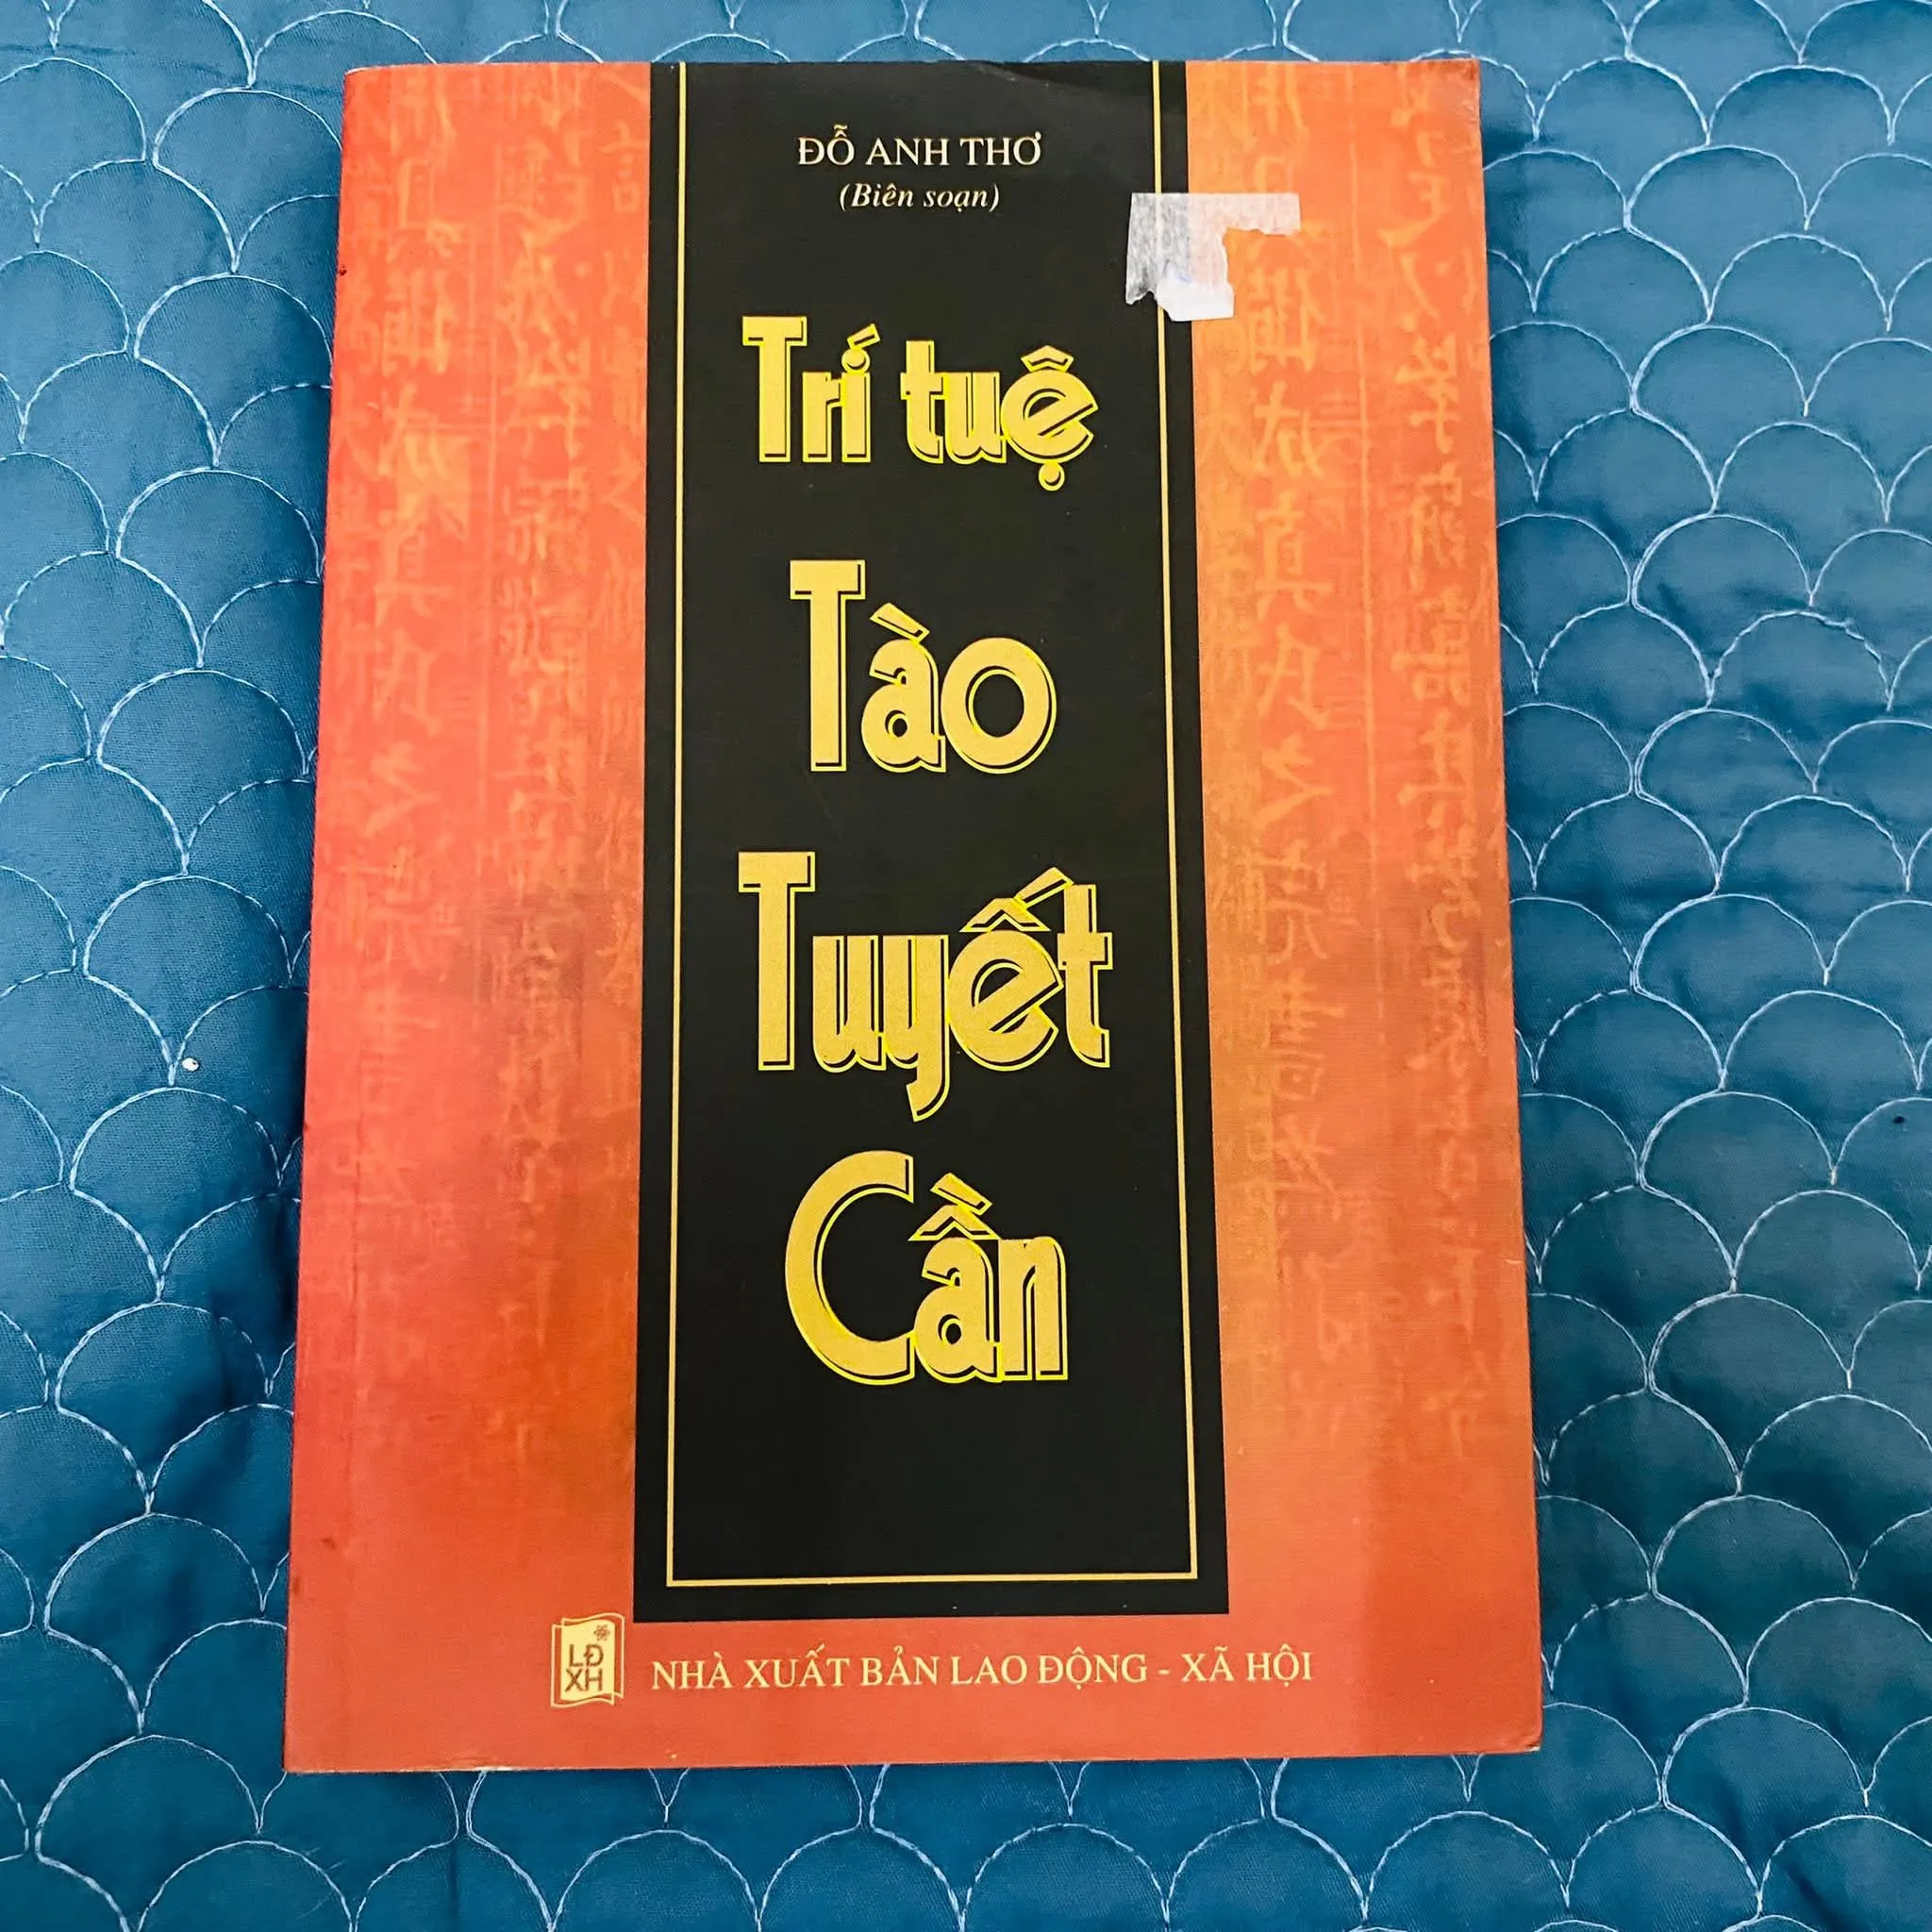 ĐỖ ANH THƠ
(Biên soạn)
Trí tuệ
Tào
Tuyết
Cần
LĐ
XH
NHÀ XUẤT BẢN LAO ĐỘNG - XÃ HỘI